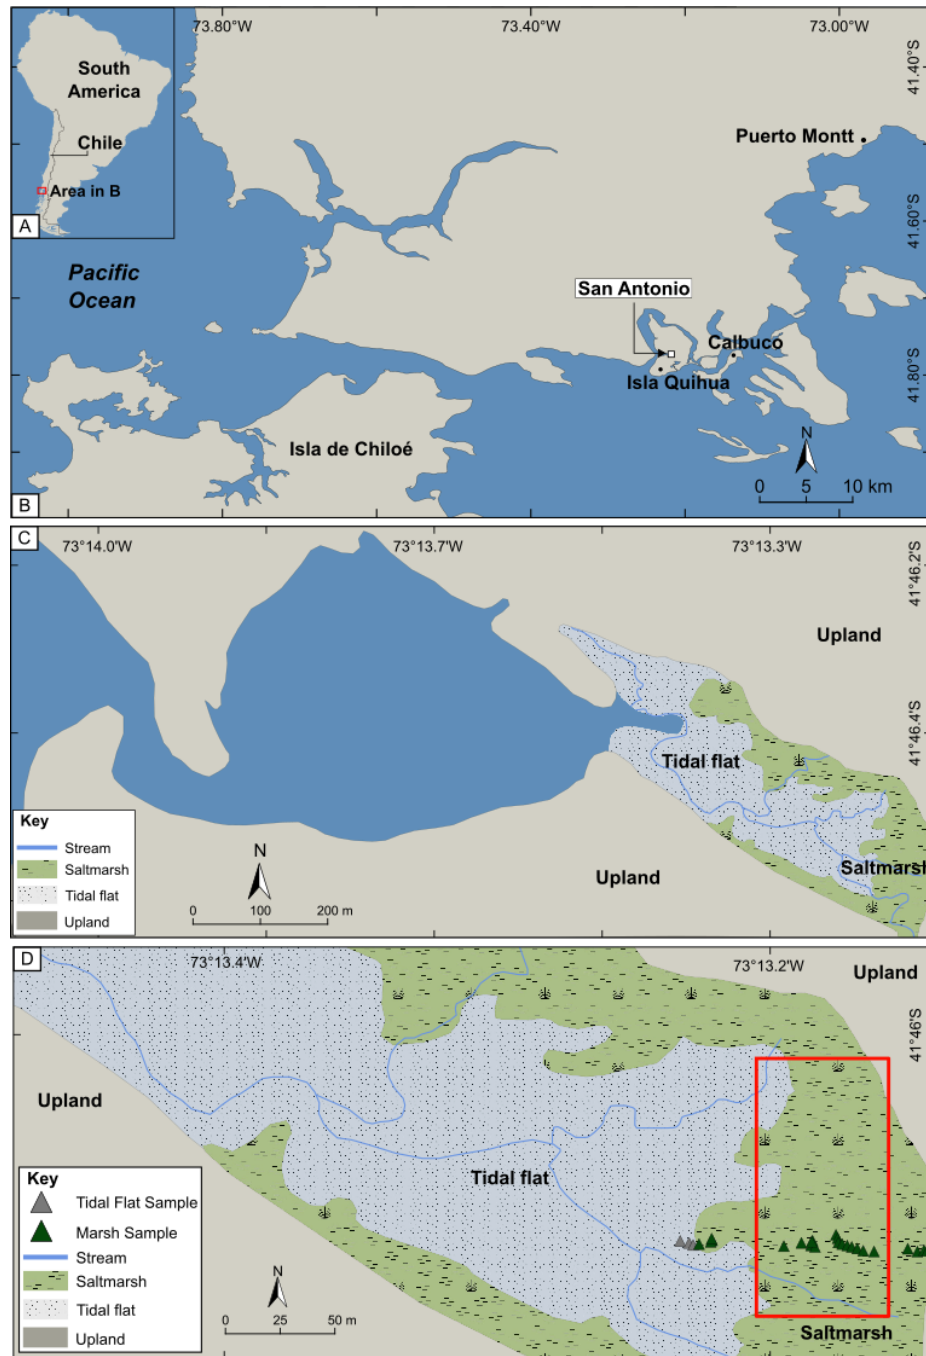 73.80°W
73.40°W
73.00°W
41.40°S
41.60°S
41.80°S
South
America
Chile
Area in B
A
Puerto Montt
Pacific
Ocean
San Antonio
Calbuco
Isla Quihua
Isla de Chiloé
N
0 5 10 km
B
C
73°14.0'W
73°13.7'W
73°13.3'W
41°46.2'S
41°46.4'S
Upland
Tidal flat
Saltmarsh
Upland
Key
Stream
Saltmarsh
Tidal flat
Upland
N
0 100 200 m
D
73°13.4'W
73°13.2'W
41°46'S
Upland
Upland
Tidal flat
Saltmarsh
Key
Tidal Flat Sample
Marsh Sample
Stream
Saltmarsh
Tidal flat
Upland
N
0 25 50 m